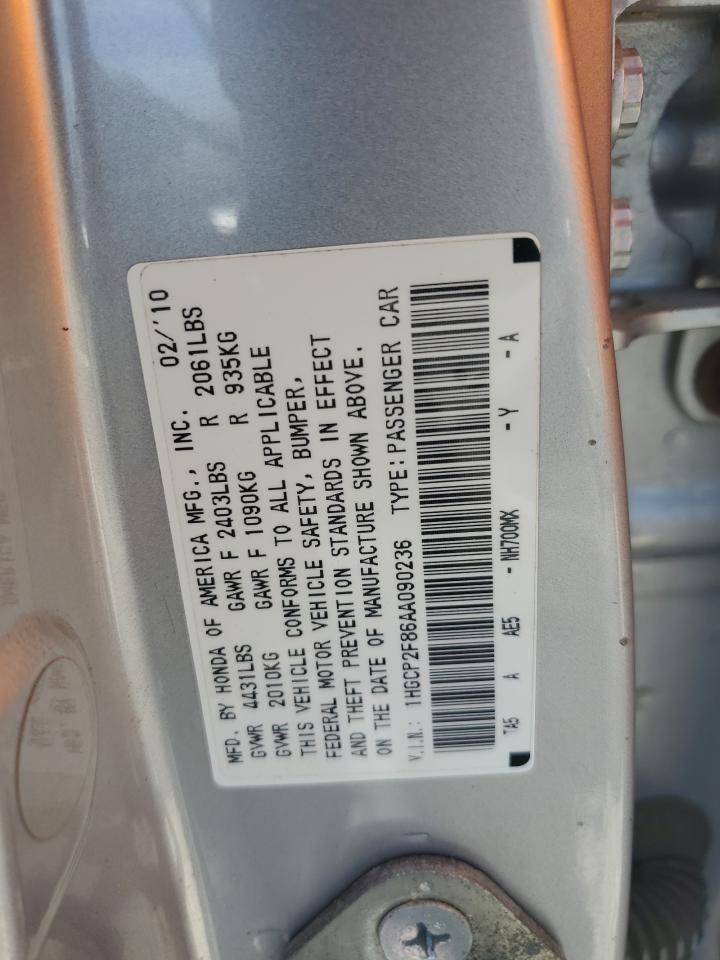 MFD. BY HONDA OF AMERICA MFG., INC. 02/'10
GVWR 4431LBS GAWR F 2403LBS R 2061LBS
GVWR 2010KG GAWR F 1090KG R 935KG
THIS VEHICLE CONFORMS TO ALL APPLICABLE
FEDERAL MOTOR VEHICLE SAFETY, BUMPER,
AND THEFT PREVENTION STANDARDS IN EFFECT
ON THE DATE OF MANUFACTURE SHOWN ABOVE.
V.I.N.: 1HGCP2F86AA090236 TYPE: PASSENGER CAR
TA5 A AE5 - NH700MX - Y - A